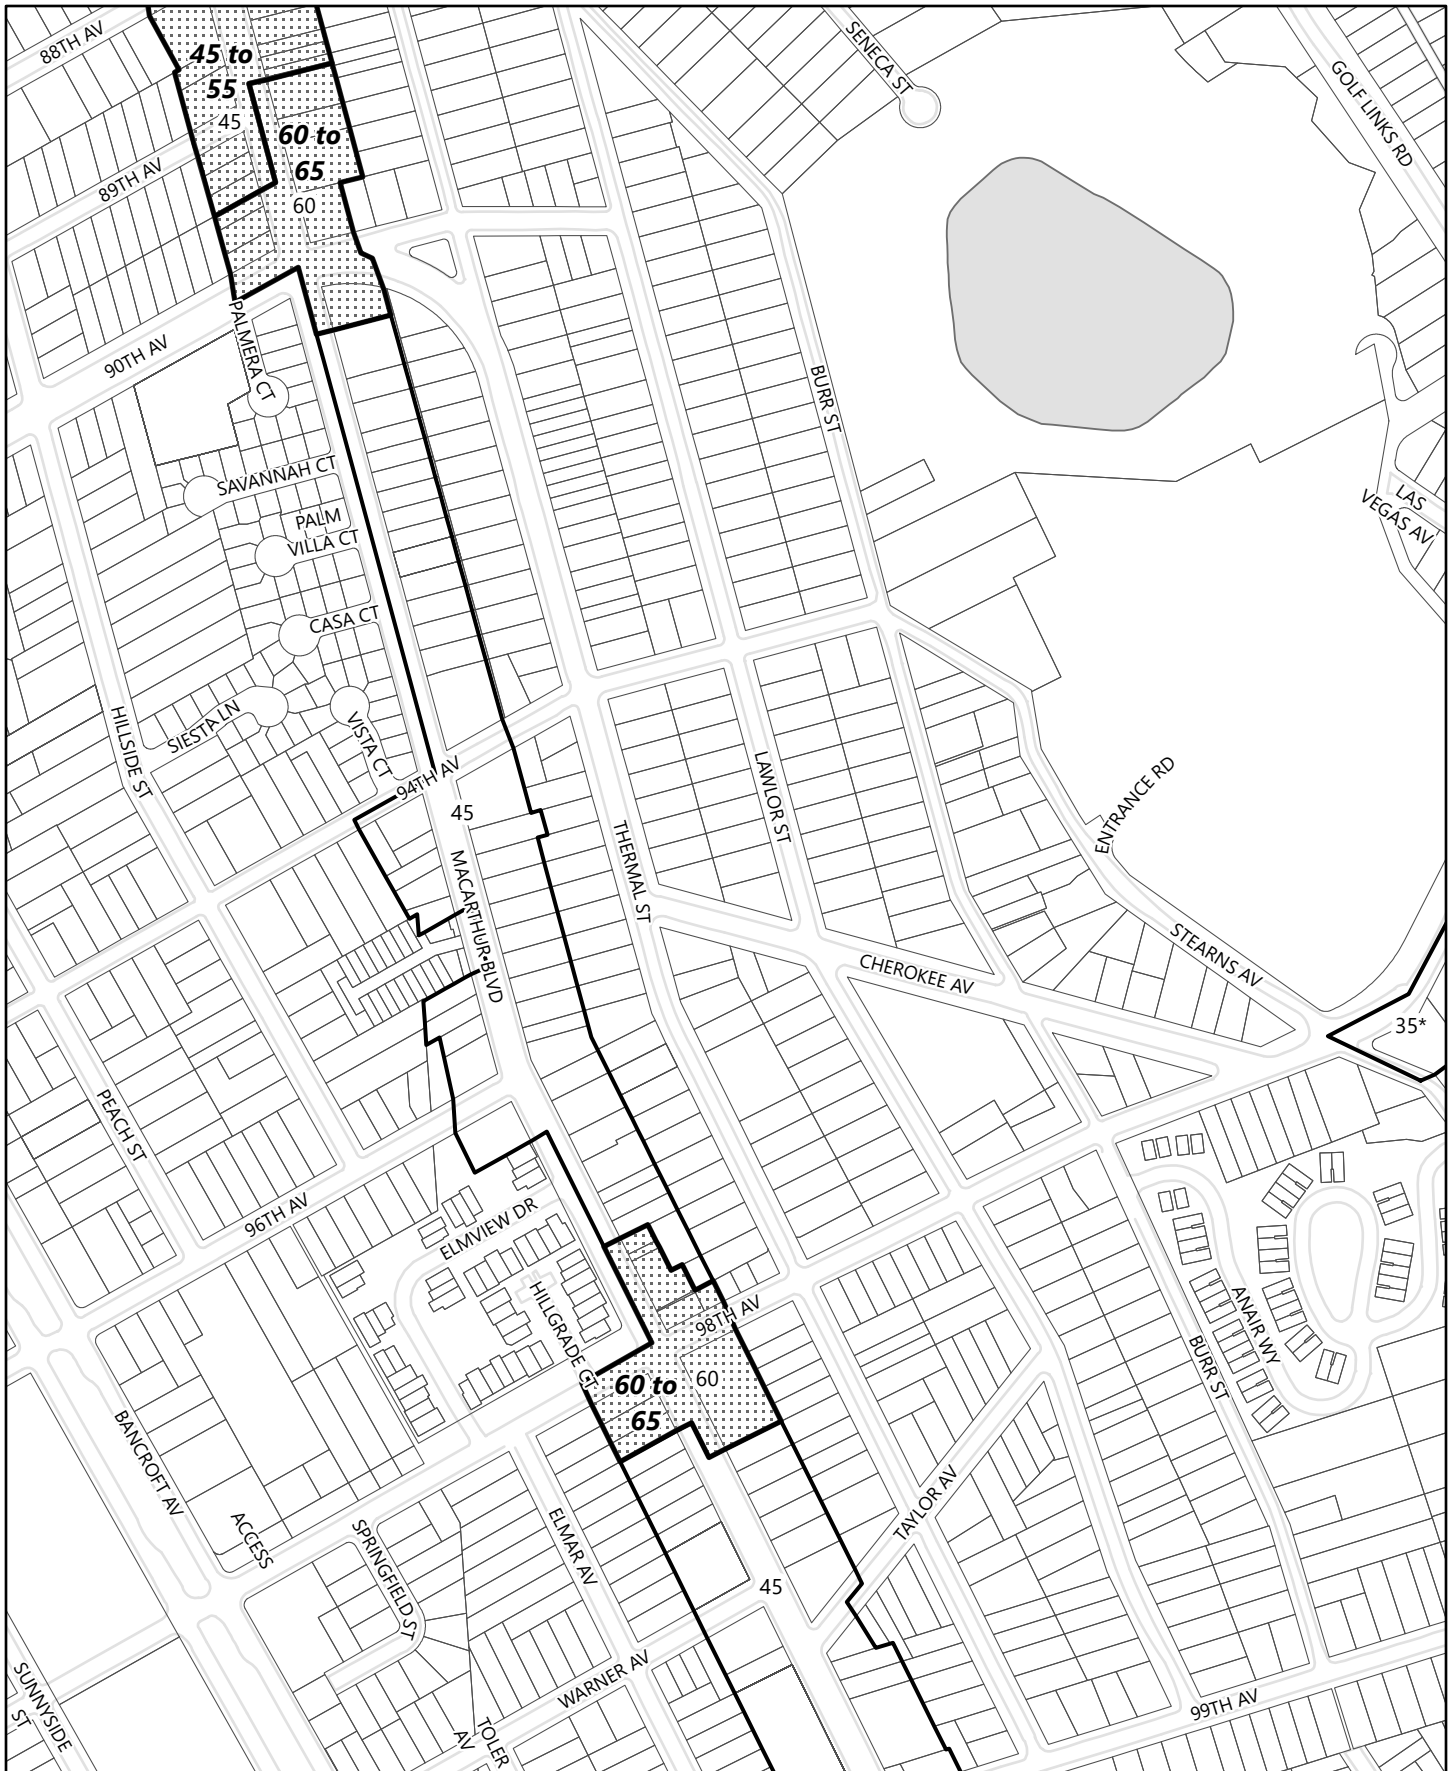 88TH AV
45 to
55
45
60 to
65
60
SENECA ST
GOLF LINKS RD
89TH AV
90TH AV
PALMERA CT
BURR ST
SAVANNAH CT
PALM
VILLA CT
CASA CT
LAS
VEGAS AV
HILLSIDE ST
SIESTA LN
VISTA CT
94TH AV
45
LAWLOR ST
ENTRANCE RD
MACARTHUR BLVD
THERMAL ST
CHEROKEE AV
STEARNS AV
35*
PEACH ST
96TH AV
ELMVIEW DR
HILLGRADE CT
98TH AV
60 to
65
60
ANAIR WY
BURR ST
BANCROFT AV
ACCESS
SPRINGFIELD ST
ELMAR AV
TAYLOR AV
45
WARNER AV
SUNNYSIDE
ST
TOLER
AV
99TH AV